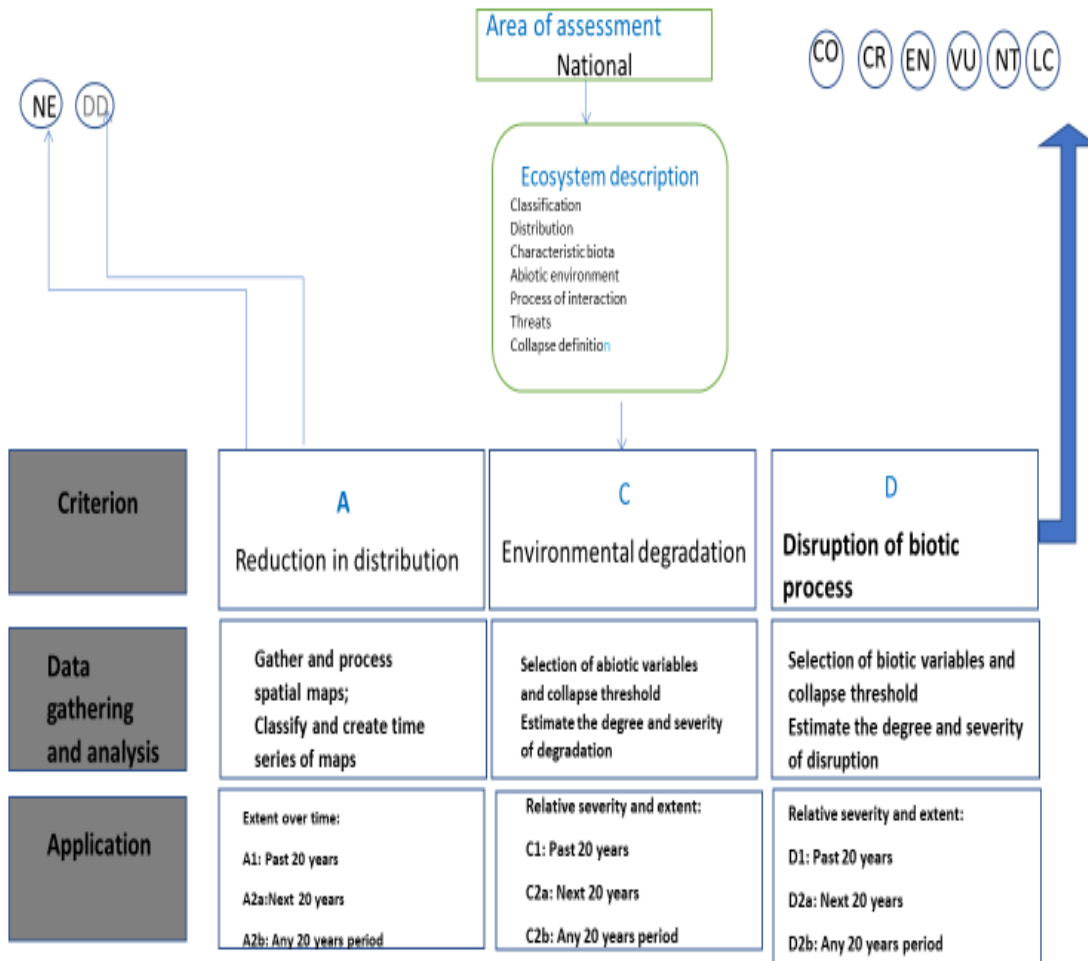 Area of assessment
National
CO CR EN VU NT LC
NE DD
Ecosystem description
Classification
Distribution
Characteristic biota
Abiotic environment
Process of interaction
Threats
Collapse definition
Criterion
A
Reduction in distribution
C
Environmental degradation
D
Disruption of biotic
process
Data
gathering
and analysis
Gather and process
spatial maps;
Classify and create time
series of maps
Selection of abiotic variables
and collapse threshold
Estimate the degree and severity
of degradation
Selection of biotic variables and
collapse threshold
Estimate the degree and severity
of disruption
Application
Extent over time:
A1: Past 20 years
A2a:Next 20 years
A2b: Any 20 years period
Relative severity and extent:
C1: Past 20 years
C2a: Next 20 years
C2b: Any 20 years period
Relative severity and extent:
D1: Past 20 years
D2a: Next 20 years
D2b: Any 20 years period